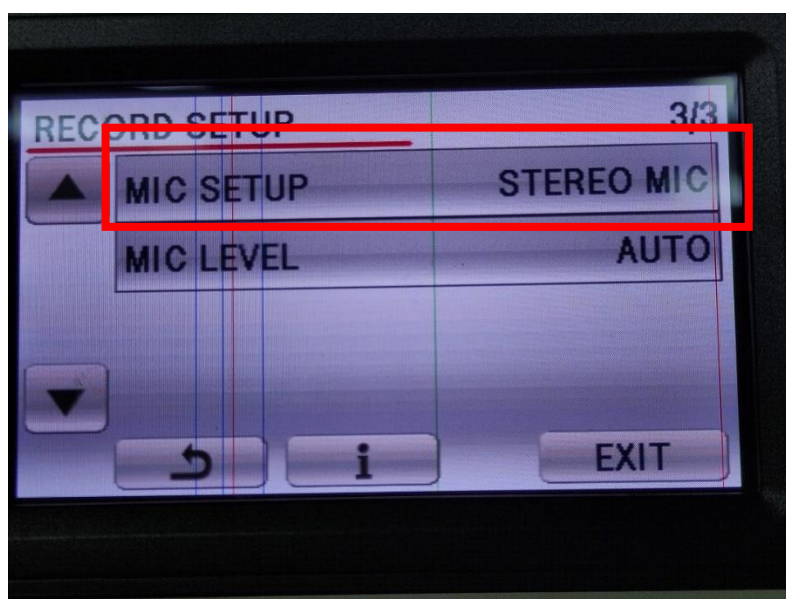 RECORD SETUP 3/3
MIC SETUP STEREO MIC
MIC LEVEL AUTO
i EXIT